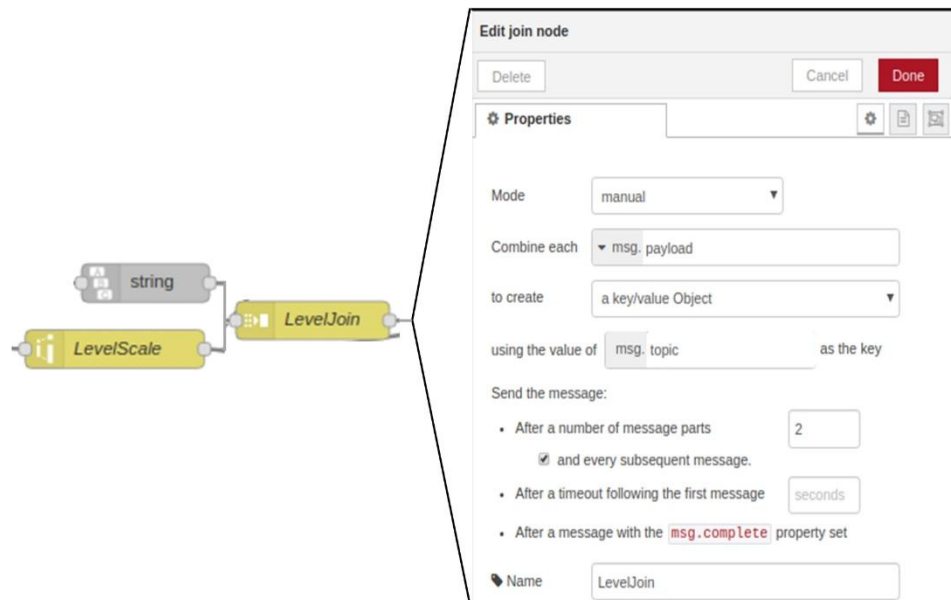 Edit join node
Delete
Cancel
Done
Properties
Mode
manual
Combine each
msg. payload
to create
a key/value Object
using the value of
msg. topic
as the key
Send the message:
• After a number of message parts
2
and every subsequent message.
• After a timeout following the first message
seconds
• After a message with the msg.complete property set
Name
LevelJoin
A
B
C
string
LevelJoin
LevelScale